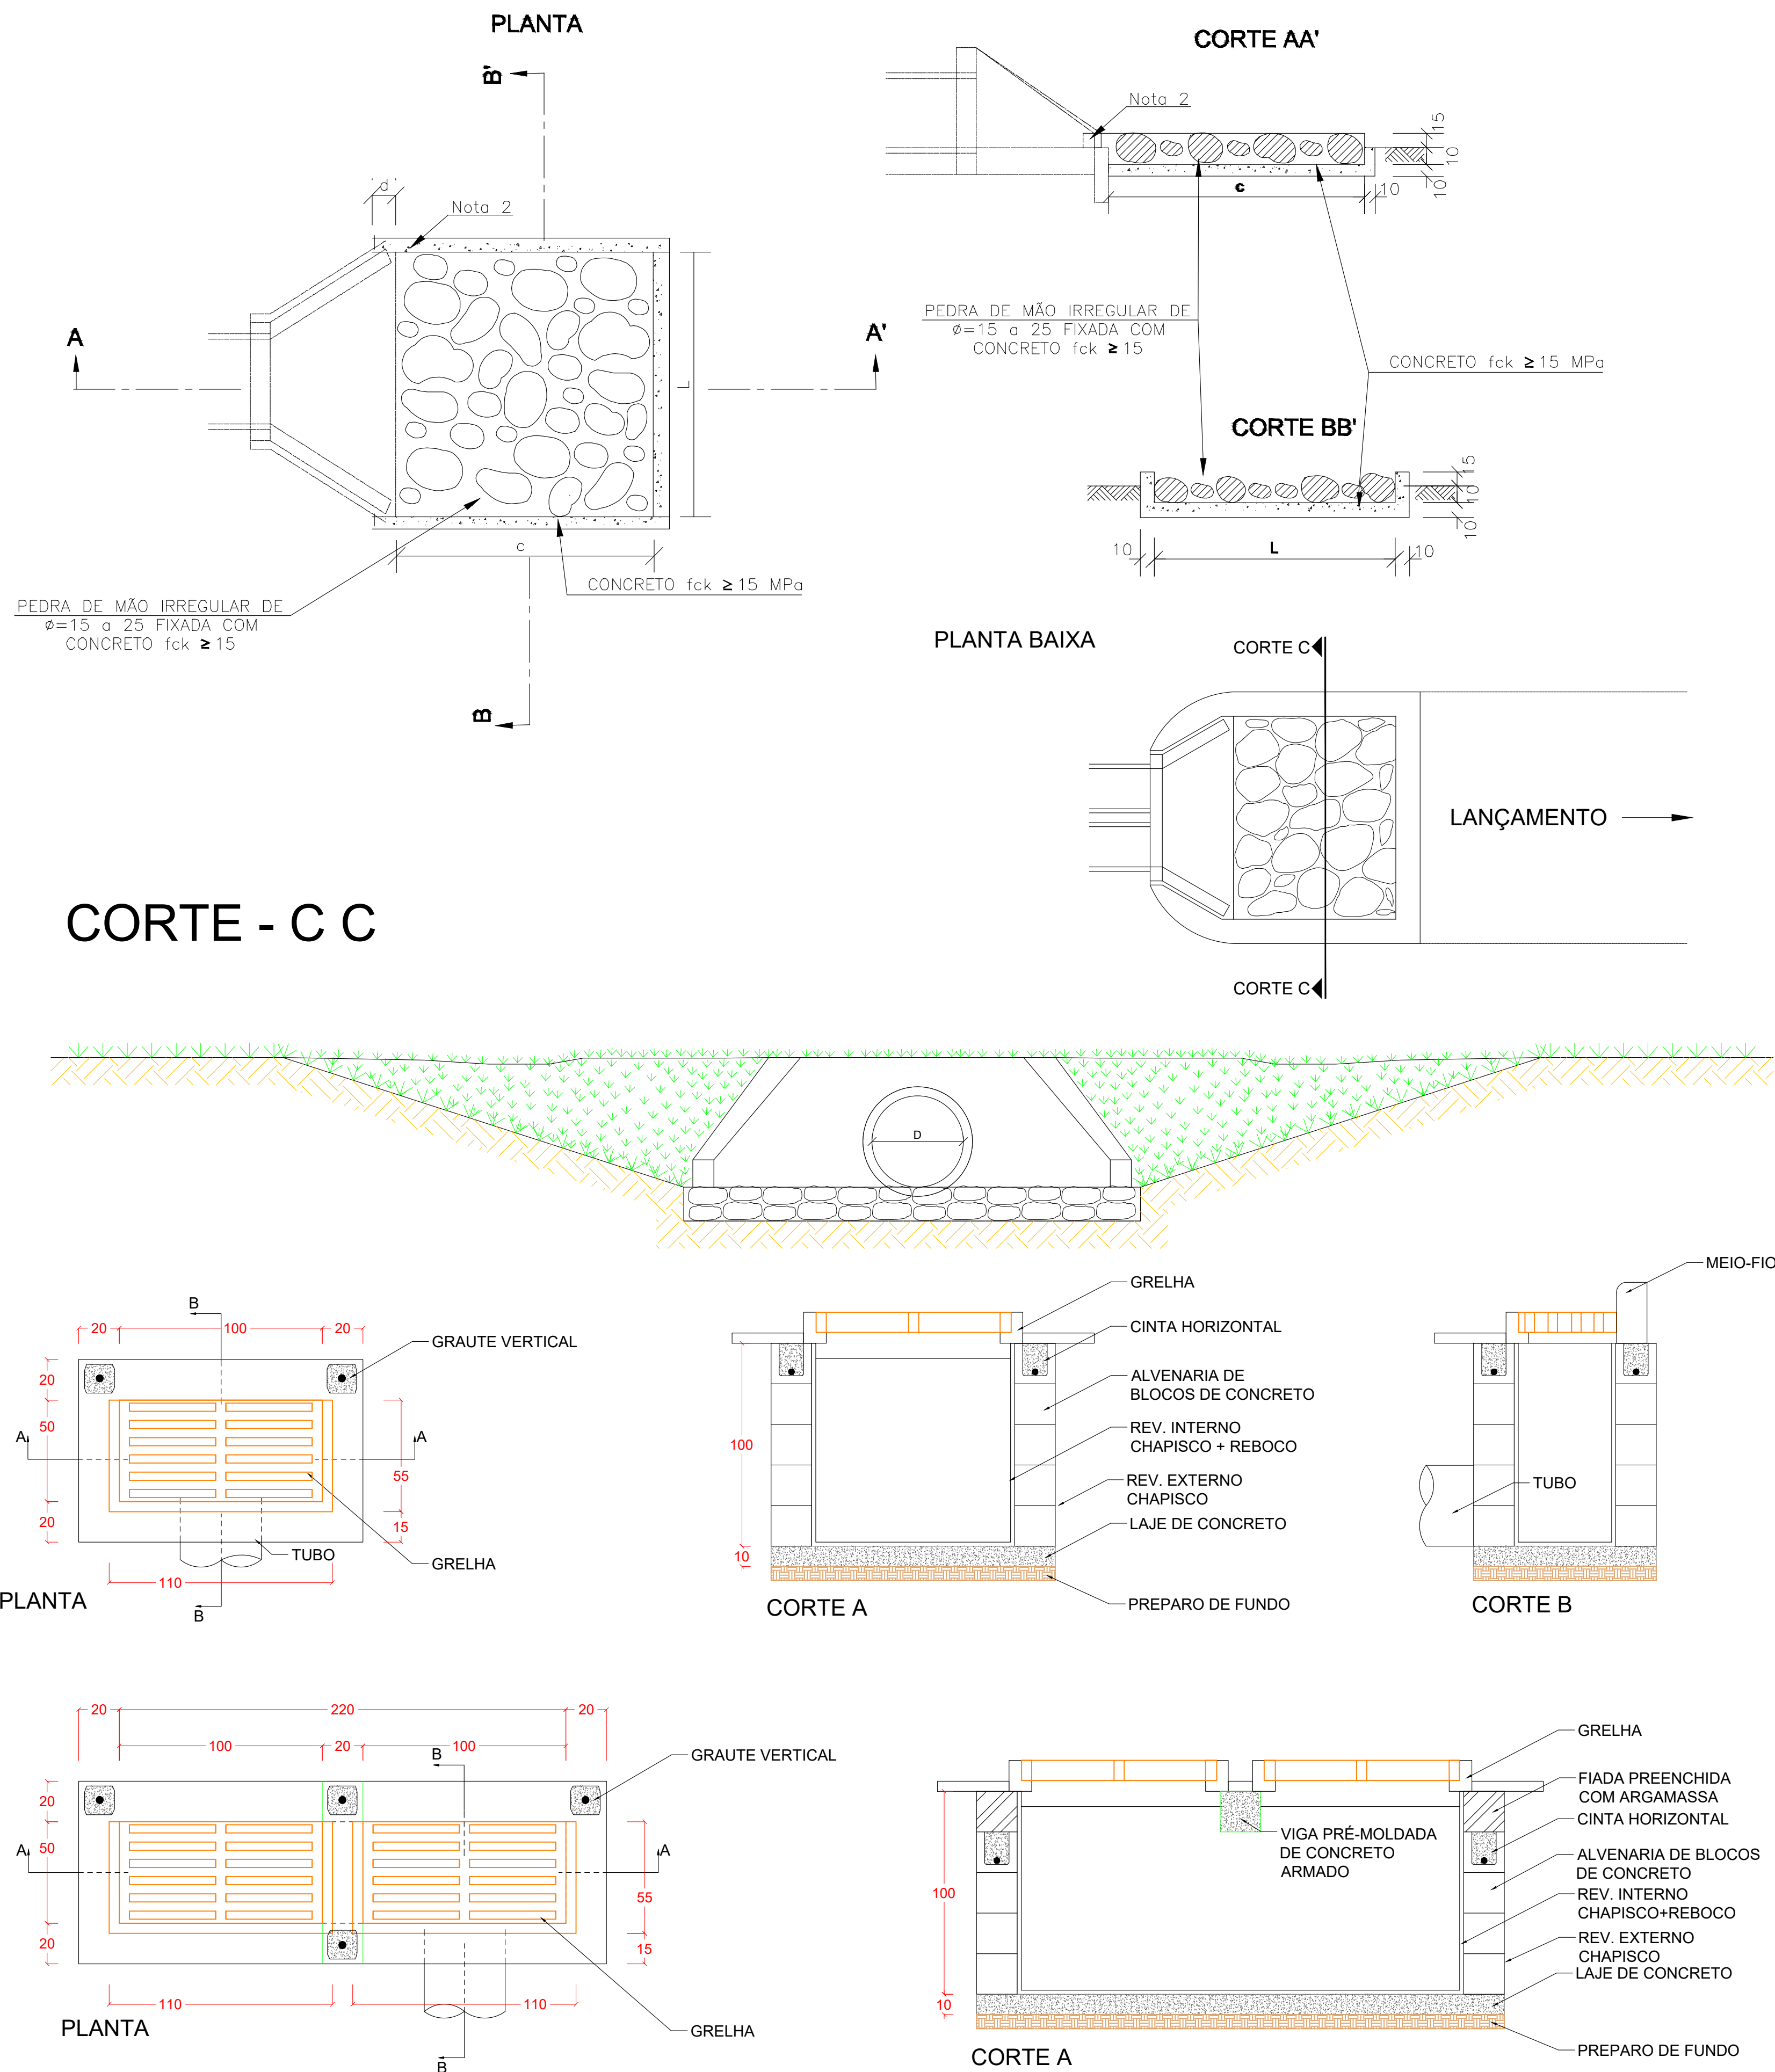 PLANTA
B'
d
Nota 2
A
A'
L
c
CONCRETO fck ≥ 15 MPa
PEDRA DE MÃO IRREGULAR DE
ø=15 a 25 FIXADA COM
CONCRETO fck ≥ 15
B
CORTE AA'
Nota 2
15
10
10
c
10
PEDRA DE MÃO IRREGULAR DE
ø=15 a 25 FIXADA COM
CONCRETO fck ≥ 15
CONCRETO fck ≥ 15 MPa
CORTE BB'
15
10
10
10
L
10
PLANTA BAIXA
CORTE C
LANÇAMENTO
CORTE C
CORTE - C C
D
B
20
100
20
GRAUTE VERTICAL
20
50
A
A
55
20
15
TUBO
GRELHA
110
B
PLANTA
GRELHA
CINTA HORIZONTAL
ALVENARIA DE
BLOCOS DE CONCRETO
100
REV. INTERNO
CHAPISCO + REBOCO
REV. EXTERNO
CHAPISCO
LAJE DE CONCRETO
10
PREPARO DE FUNDO
CORTE A
MEIO-FIO
TUBO
CORTE B
20
220
20
100
20
100
B
GRAUTE VERTICAL
20
A
50
A
55
20
15
110
110
GRELHA
PLANTA
B
GRELHA
FIADA PREENCHIDA
COM ARGAMASSA
CINTA HORIZONTAL
VIGA PRÉ-MOLDADA
DE CONCRETO
ARMADO
ALVENARIA DE BLOCOS
DE CONCRETO
100
REV. INTERNO
CHAPISCO+REBOCO
REV. EXTERNO
CHAPISCO
LAJE DE CONCRETO
10
PREPARO DE FUNDO
CORTE A